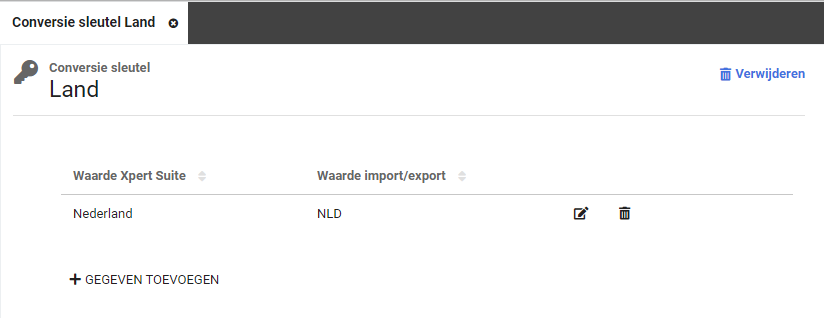 Conversie sleutel Land
Conversie sleutel
Land
Verwijderen
Waarde Xpert Suite Waarde import/export
Nederland NLD
GEGEVEN TOEVOEGEN